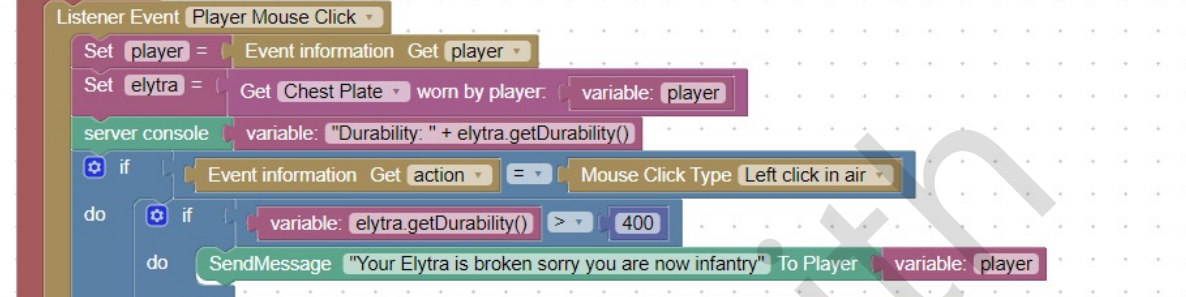 Listener Event Player Mouse Click
Set player = Event information Get player
Set elytra = Get Chest Plate worn by player: variable: player
server console variable: "Durability: " + elytra.getDurability()
if Event information Get action = Mouse Click Type Left click in air
do if variable: elytra.getDurability() > 400
do SendMessage "Your Elytra is broken sorry you are now infantry" To Player variable: player